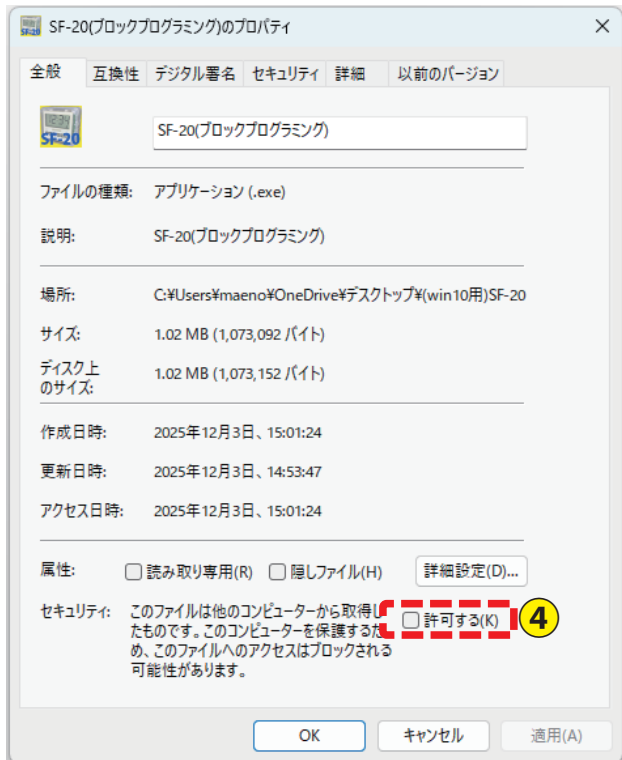 SF-20(ブロックプログラミング)のプロパティ
全般 互換性 デジタル署名 セキュリティ 詳細 以前のバージョン
12:34
SF-20
SF-20(ブロックプログラミング)
ファイルの種類: アプリケーション (.exe)
説明: SF-20(ブロックプログラミング)
場所: C:¥Users¥maeno¥OneDrive¥デスクトップ¥(win10用)SF-20
サイズ: 1.02 MB (1,073,092 バイト)
ディスク上
のサイズ: 1.02 MB (1,073,152 バイト)
作成日時: 2025年12月3日、15:01:24
更新日時: 2025年12月3日、14:53:47
アクセス日時: 2025年12月3日、15:01:24
属性: 読み取り専用(R) 隠しファイル(H) 詳細設定(D)...
セキュリティ: このファイルは他のコンピューターから取得し
たものです。このコンピューターを保護するた
め、このファイルへのアクセスはブロックされる
可能性があります。
許可する(K) 4
OK キャンセル 適用(A)